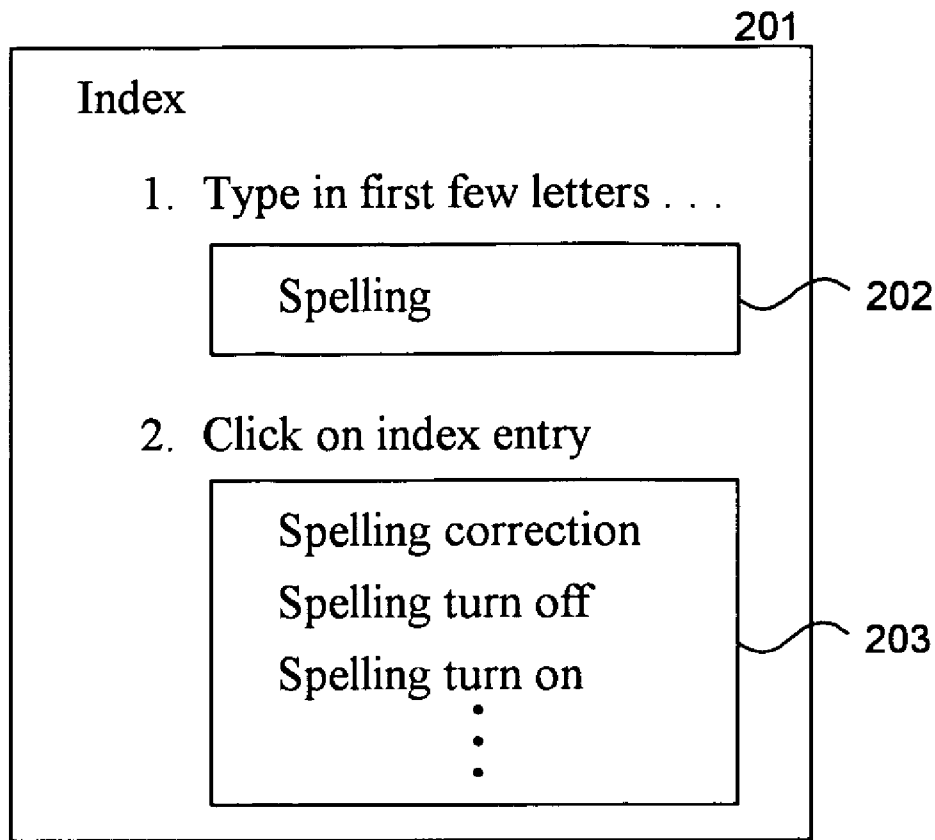 201
Index
1. Type in first few letters . . .
Spelling
202
2. Click on index entry
Spelling correction
Spelling turn off
203
Spelling turn on